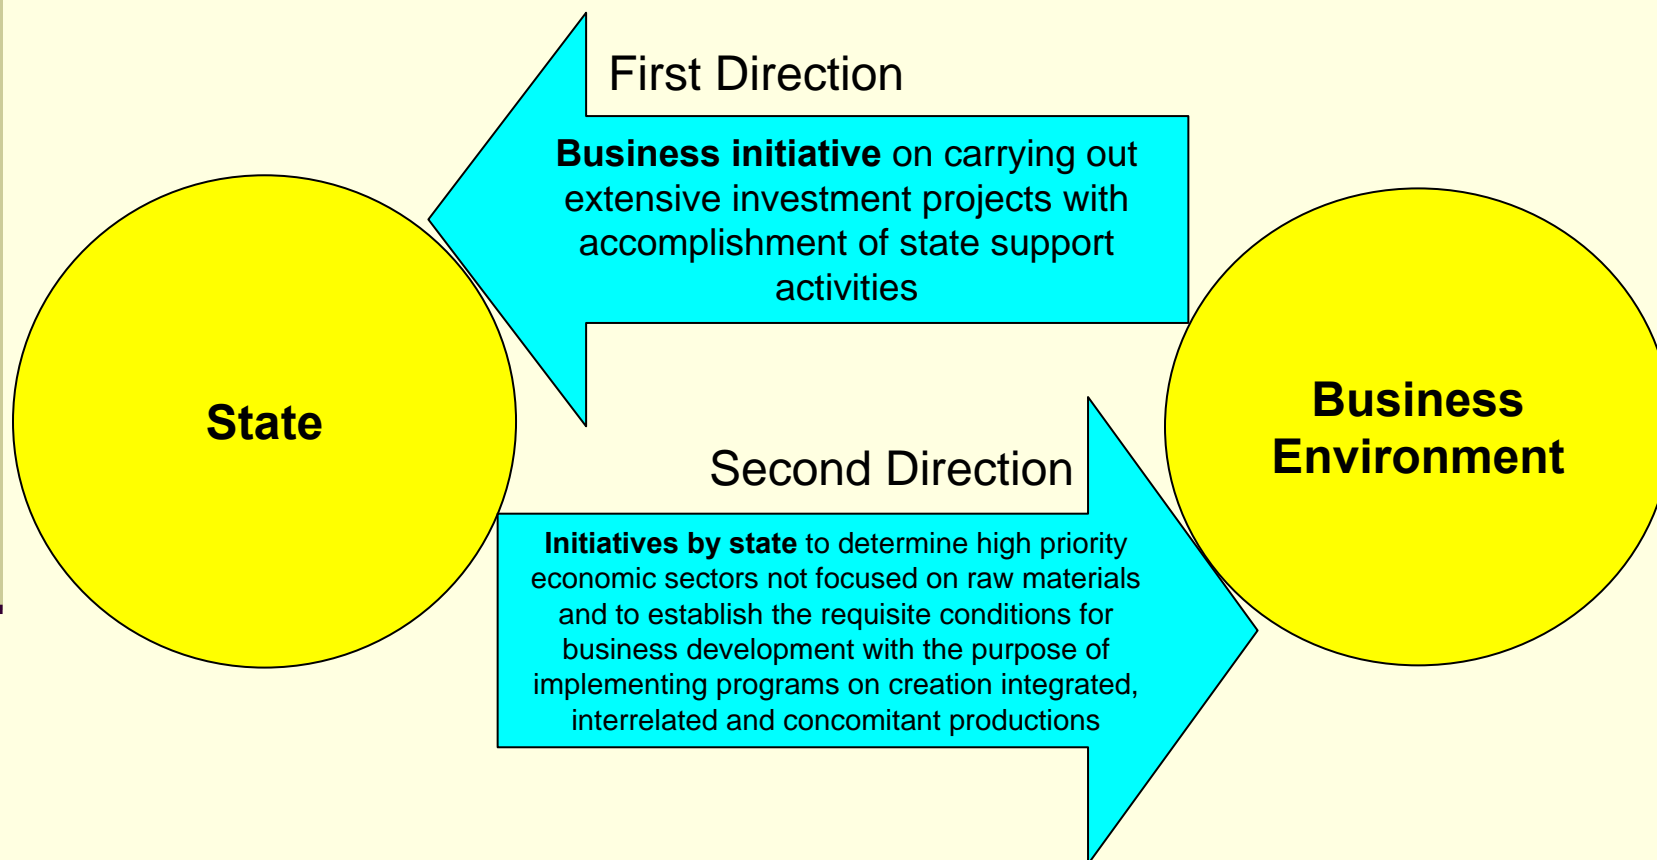 First Direction
Business initiative on carrying out
extensive investment projects with
accomplishment of state support
activities
State
Business
Environment
Second Direction
Initiatives by state to determine high priority
economic sectors not focused on raw materials
and to establish the requisite conditions for
business development with the purpose of
implementing programs on creation integrated,
interrelated and concomitant productions